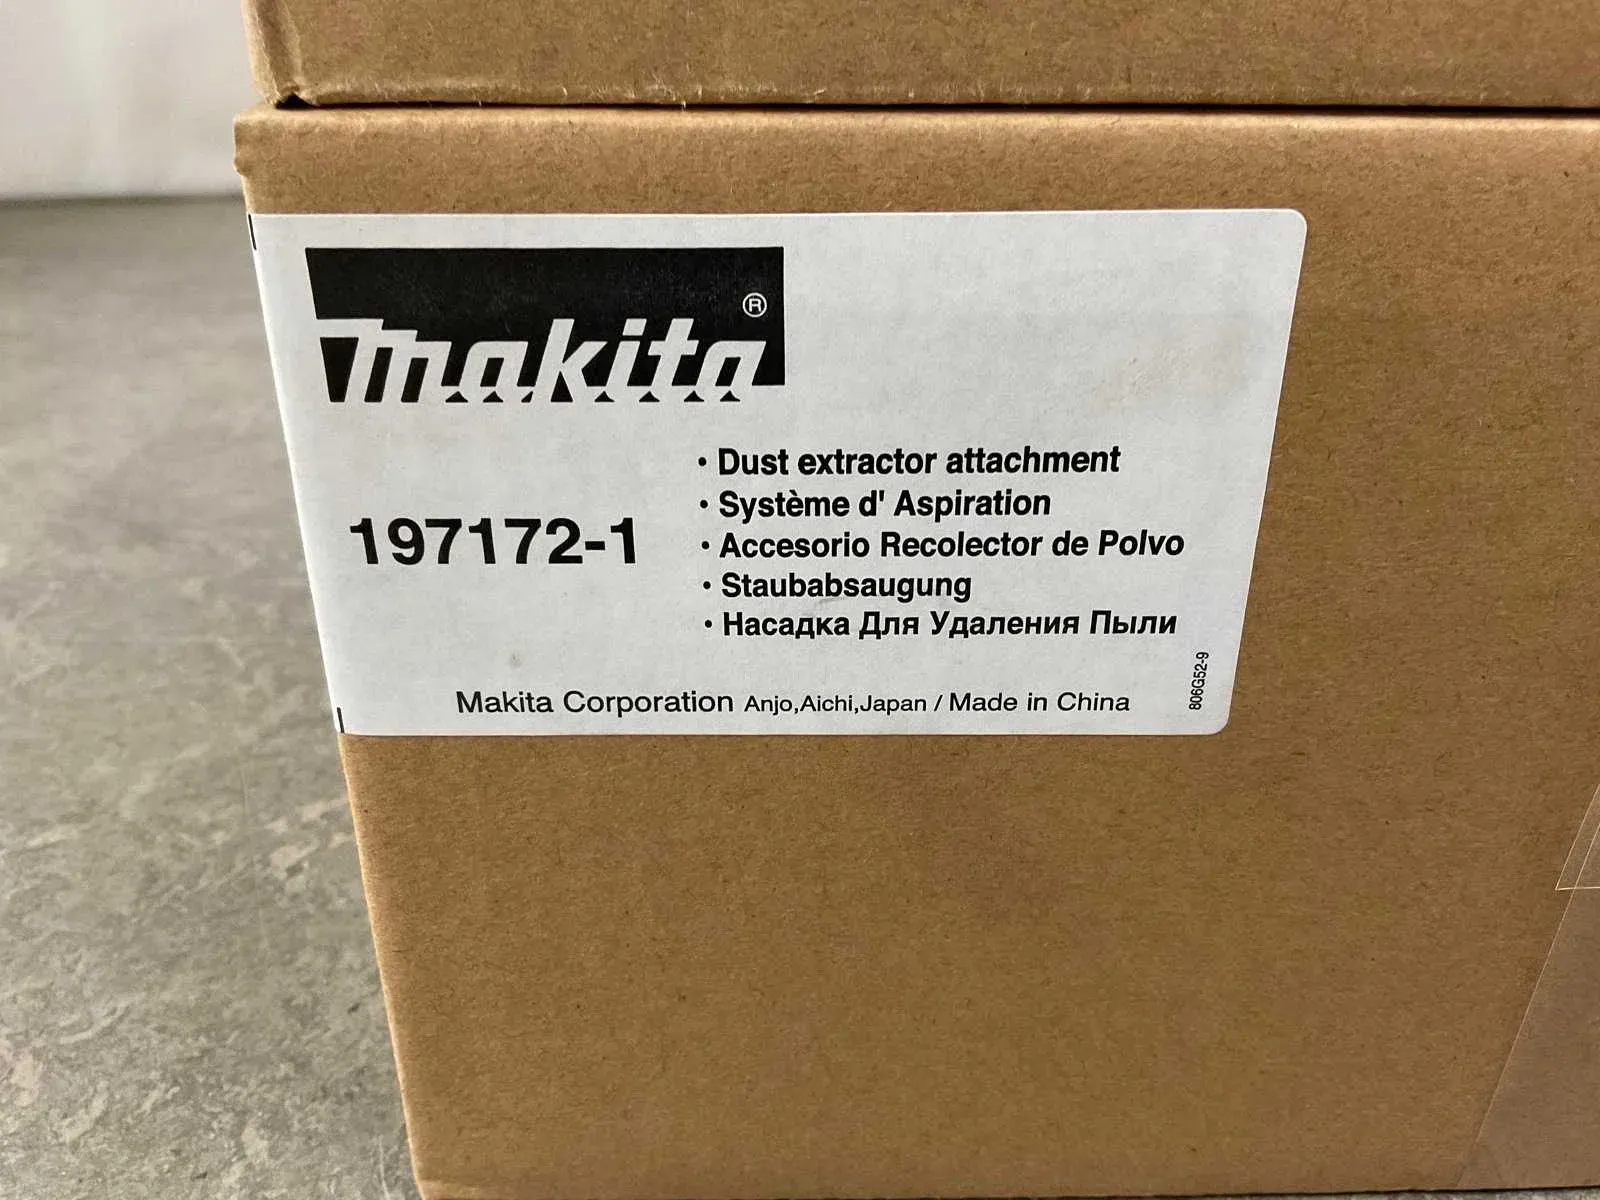 makita®
197172-1
• Dust extractor attachment
• Système d' Aspiration
• Accesorio Recolector de Polvo
• Staubabsaugung
• Насадка Для Удаления Пыли
Makita Corporation Anjo,Aichi,Japan / Made in China
806G52-9